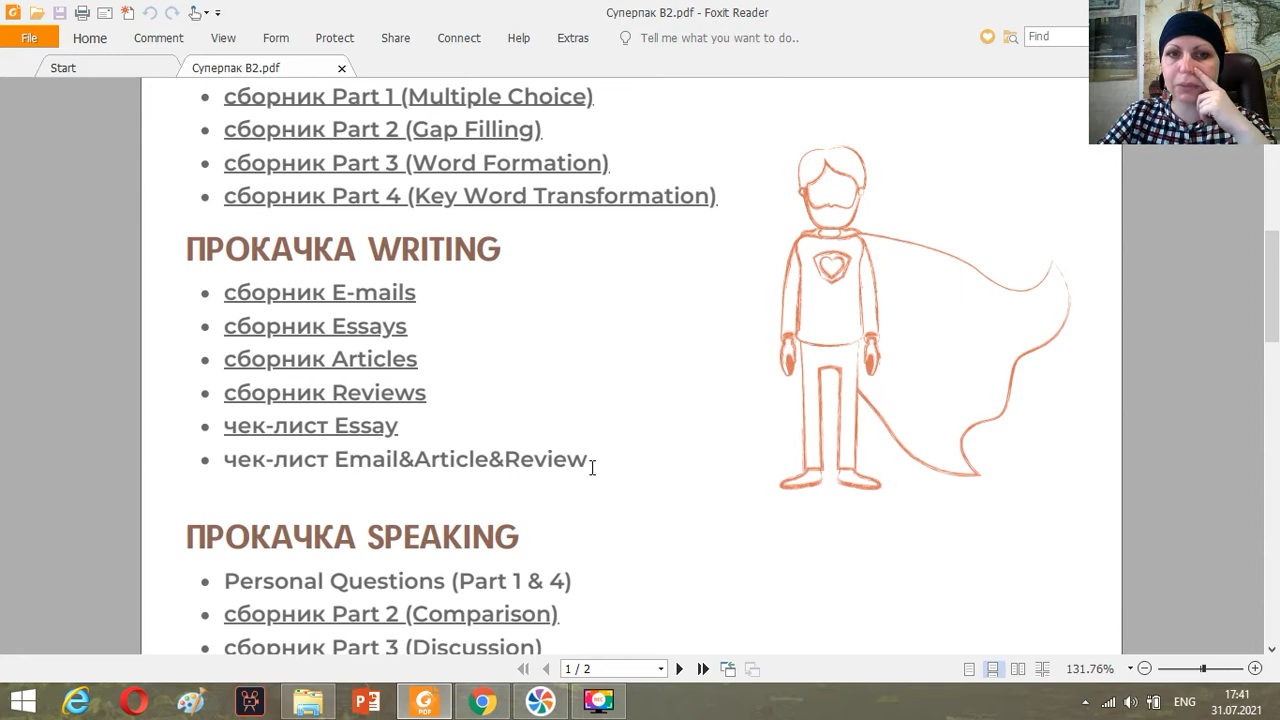 Суперпак B2.pdf - Foxit Reader
File Home Comment View Form Protect Share Connect Help Extras Tell me what you want to do.. Find
Start Суперпак B2.pdf
сборник Part 1 (Multiple Choice)
сборник Part 2 (Gap Filling)
сборник Part 3 (Word Formation)
сборник Part 4 (Key Word Transformation)
ПРОКАЧКА WRITING
сборник E-mails
сборник Essays
сборник Articles
сборник Reviews
чек-лист Essay
чек-лист Email&Article&Review
ПРОКАЧКА SPEAKING
Personal Questions (Part 1 & 4)
сборник Part 2 (Comparison)
сборник Part 3 (Discussion)
1 / 2
131.76%
ENG
17:41
31.07.2021